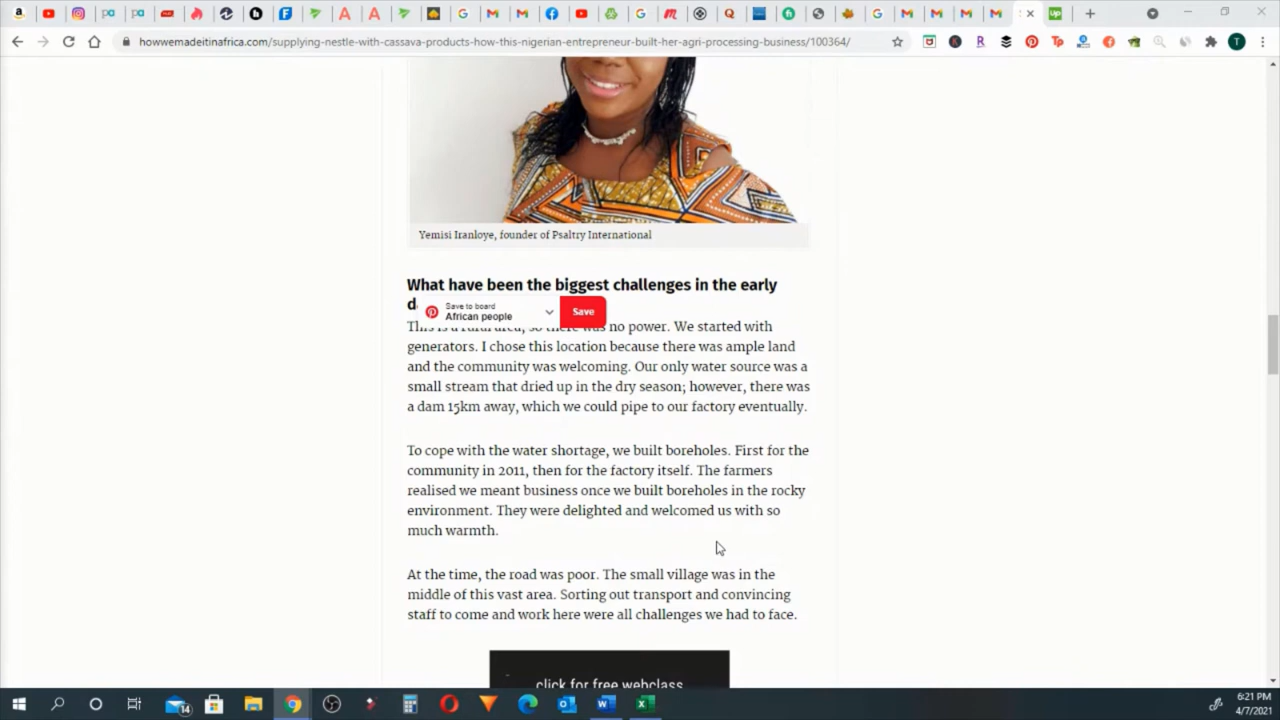 howwemadeitinafrica.com/supplying-nestle-with-cassava-products-how-this-nigerian-entrepreneur-built-her-agri-processing-business/100364/
Yemisi Iranloye, founder of Psaltry International
What have been the biggest challenges in the early
d
Save to board
African people
Save
This is a rural area, so there was no power. We started with
generators. I chose this location because there was ample land
and the community was welcoming. Our only water source was a
small stream that dried up in the dry season; however, there was
a dam 15km away, which we could pipe to our factory eventually.
To cope with the water shortage, we built boreholes. First for the
community in 2011, then for the factory itself. The farmers
realised we meant business once we built boreholes in the rocky
environment. They were delighted and welcomed us with so
much warmth.
At the time, the road was poor. The small village was in the
middle of this vast area. Sorting out transport and convincing
staff to come and work here were all challenges we had to face.
click for free webclass
14
6:21 PM
4/7/2021